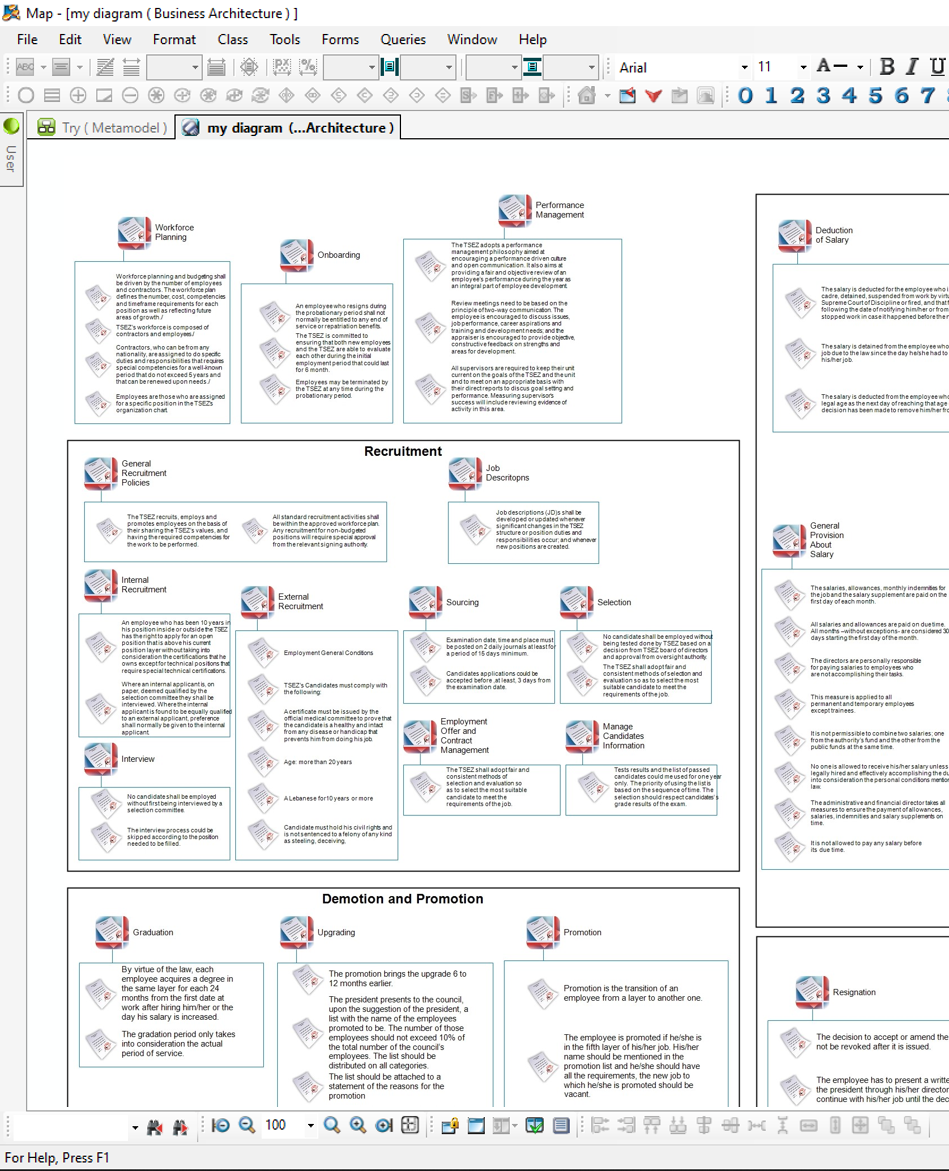 Map - [my diagram ( Business Architecture ) ]
File Edit View Format Class Tools Forms Queries Window Help
Arial 11 A B I U
0 1 2 3 4 5 6 7
Try ( Metamodel ) my diagram (...Architecture )
User
Workforce
Planning
Workforce planning and budgeting shall
be driven by the number of employees
and contractors. The workforce plan
defines the number, cost, competencies
and timeframe requirements for each
position as well as reflecting future
areas of growth./
TSEZ's workforce is composed of
contractors and employees./
Contractors, who can be from any
nationality, are assigned to do specific
duties and responsibilities that requires
special competencies for a well-known
period that do not exceed 5 years and
that can be renewed upon needs./
Employees are those who are assigned
for a specific position in the TSEZ's
organization chart.
Onboarding
An employee who resigns during
the probationary period shall not
normally be entitled to any end of
service or repatriation benefits.
The TSEZ is committed to
ensuring that both new employees
and the TSEZ are able to evaluate
each other during the initial
employment period that could last
for 6 month.
Employees may be terminated by
the TSEZ at any time during the
probationary period.
Performance
Management
The TSEZ adopts a performance
management philosophy aimed at
encouraging a performance driven culture
and open communication. It also aims at
providing a fair and objective review of an
employee's performance during the year as
an integral part of employee development.
Review meetings need to be based on the
principle of two-way communication. The
employee is encouraged to discuss issues,
job performance, career aspirations and
training and development needs; and the
appraiser is encouraged to provide objective,
constructive feedback on strengths and
areas for development.
All supervisors are required to keep their unit
current on the goals of the TSEZ and the unit
and to meet on an appropriate basis with
their direct reports to discuss goal setting and
performance. Measuring supervisor's
success will include reviewing evidence of
activity in this area.
Deduction
of Salary
The salary is deducted for the employee who i
cadre, detained, suspended from work by virtu
Supreme Court of Discipline or fired, and that f
following the date of notifying him/her or from
stopped work in case it happened before the n
The salary is detained from the employee who
job due to the law since the day he/she had to
his/her job.
The salary is deducted from the employee who
legal age as the next day of reaching that age
decision has been made to remove him/her fro
Recruitment
General
Recruitment
Policies
The TSEZ recruits, employs and
promotes employees on the basis of
their sharing the TSEZ's values, and
having the required competencies for
the work to be performed.
All standard recruitment activities shall
be within the approved workforce plan.
Any recruitment for non-budgeted
positions will require special approval
from the relevant signing authority.
Job
Descritopns
Job descriptions (JD)s shall be
developed or updated whenever
significant changes in the TSEZ
structure or position duties and
responsibilities occur; and whenever
new positions are created.
Internal
Recruitment
An employee who has been 10 years in
his position inside or outside the TSEZ
has the right to apply for an open
position that is above his current
position layer without taking into
consideration the certifications that he
owns except for technical positions that
require special technical certifications.
Where an internal applicant is, on
paper, deemed qualified by the
selection committee they shall be
interviewed. Where the internal
applicant is found to be equally qualified
to an external applicant, preference
shall normally be given to the internal
applicant.
Interview
No candidate shall be employed
without first being interviewed by a
selection committee.
The interview process could be
skipped according to the position
needed to be filled.
External
Recruitment
Employment General Conditions
TSEZ's Candidates must comply with
the following:
A certificate must be issued by the
official medical committee to prove that
the candidate is a healthy and intact
from any disease or handicap that
prevents him from doing his job.
Age: more than 20 years
A Lebanese for10 years or more
Candidate must hold his civil rights and
is not sentenced to a felony of any kind
as steeling, deceiving,
Sourcing
Examination date, time and place must
be posted on 2 daily journals at least for
a period of 15 days minimum.
Candidates applications could be
accepted before ,at least, 3 days from
the examination date.
Selection
No candidate shall be employed without
being tested done by TSEZ based on a
decision from TSEZ board of directors
and approval from oversight authority.
The TSEZ shall adopt fair and
consistent methods of selection and
evaluation so as to select the most
suitable candidate to meet the
requirements of the job.
Employment
Offer and
Contract
Management
The TSEZ shall adopt fair and
consistent methods of
selection and evaluation so
as to select the most suitable
candidate to meet the
requirements of the job.
Manage
Candidates
Information
Tests results and the list of passed
candidates could me used for one year
only. The priority of using the list is
based on the sequence of time. The
selection should respect candidates's
grade results of the exam.
General
Provision
About
Salary
The salaries, allowances, monthly indemnities for
the job and the salary supplement are paid on the
first day of each month.
All salaries and allowances are paid on due time.
All months –without exceptions- are considered 30
days starting the first day of the month.
The directors are personally responsible
for paying salaries to employees who
are not accomplishing their tasks.
This measure is applied to all
permanent and temporary employees
except trainees.
It is not permissible to combine two salaries; one
from the authority's fund and the other from the
public funds at the same time.
No one is allowed to receive his/her salary unless
legally hired and effectively accomplishing the du
into consideration the personal conditions mention
law.
The administrative and financial director takes all
measures to ensure the payment of allowances,
salaries, indemnities and salary supplements on
time.
It is not allowed to pay any salary before
its due time.
Demotion and Promotion
Graduation
By virtue of the law, each
employee acquires a degree in
the same layer for each 24
months from the first date at
work after hiring him/her or the
day his salary is increased.
The gradation period only takes
into consideration the actual
period of service.
Upgrading
The promotion brings the upgrade 6 to
12 months earlier.
The president presents to the council,
upon the suggestion of the president, a
list with the name of the employees
promoted to be. The number of those
employees should not exceed 10% of
the total number of the council's
employees. The list should be
distributed on all categories.
The list should be attached to a
statement of the reasons for the
promotion
Promotion
Promotion is the transition of an
employee from a layer to another one.
The employee is promoted if he/she is
in the fifth layer of his/her job. His/her
name should be mentioned in the
promotion list and he/she should have
all the requirements, the new job to
which he/she is promoted should be
vacant.
Resignation
The decision to accept or amend the
not be revoked after it is issued.
The employee has to present a writte
the president through his/her director
continue with his/her job until the dec
100
For Help, Press F1